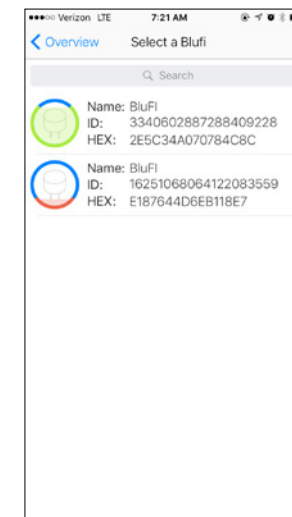 Verizon LTE 7:21 AM
Overview Select a Blufi
Search
Name: BluFI
ID: 3340602887288409228
HEX: 2E5C34A070784C8C
Name: BluFI
ID: 16251068064122083559
HEX: E187644D6EB118E7